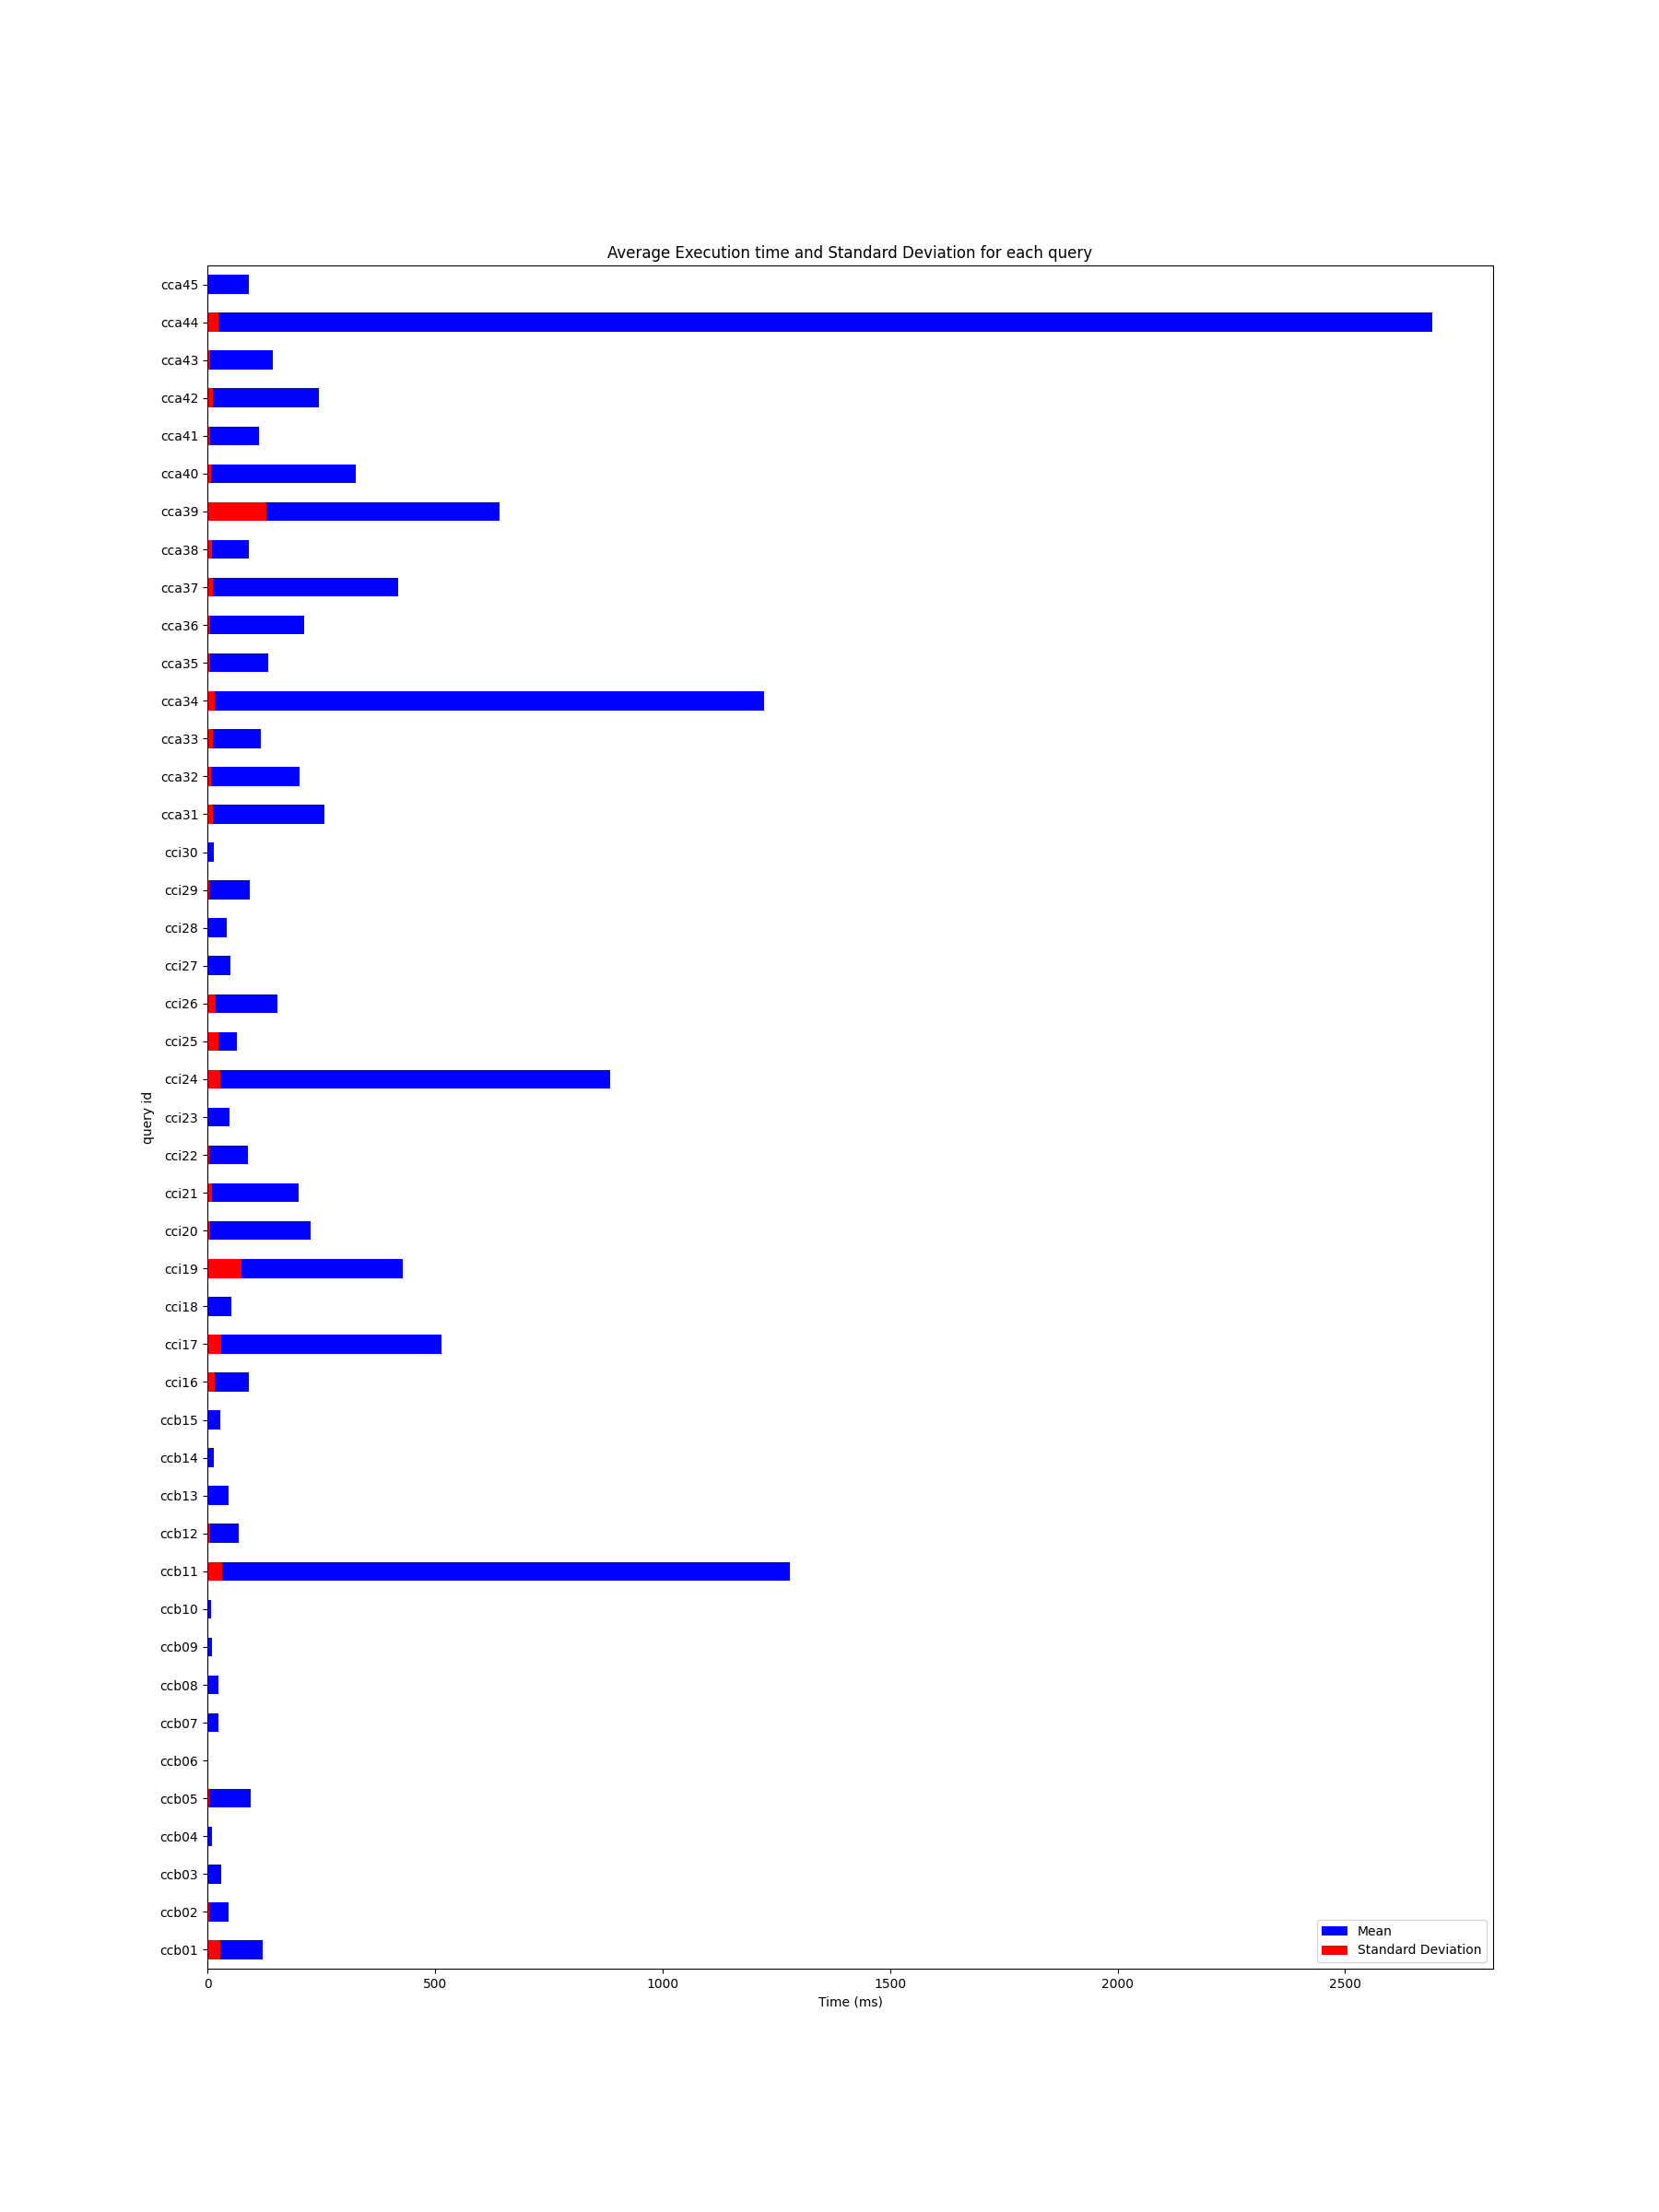 Average Execution time and Standard Deviation for each query
cca45
cca44
cca43
cca42
cca41
cca40
cca39
cca38
cca37
cca36
cca35
cca34
cca33
cca32
cca31
cci30
cci29
cci28
cci27
cci26
cci25
cci24
cci23
cci22
cci21
cci20
cci19
cci18
cci17
cci16
ccb15
ccb14
ccb13
ccb12
ccb11
ccb10
ccb09
ccb08
ccb07
ccb06
ccb05
ccb04
ccb03
ccb02
ccb01
query id
Mean
Standard Deviation
0 500 1000 1500 2000 2500
Time (ms)